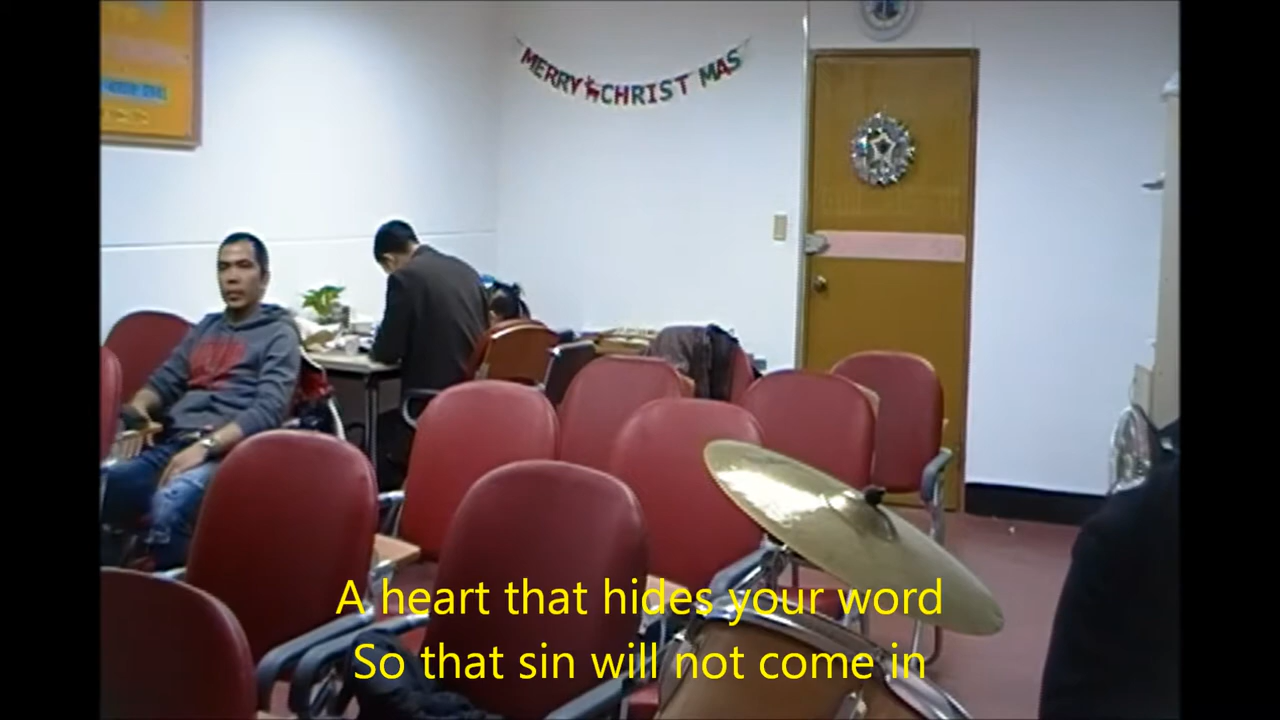 MERRY CHRISTMAS
A heart that hides your word
So that sin will not come in